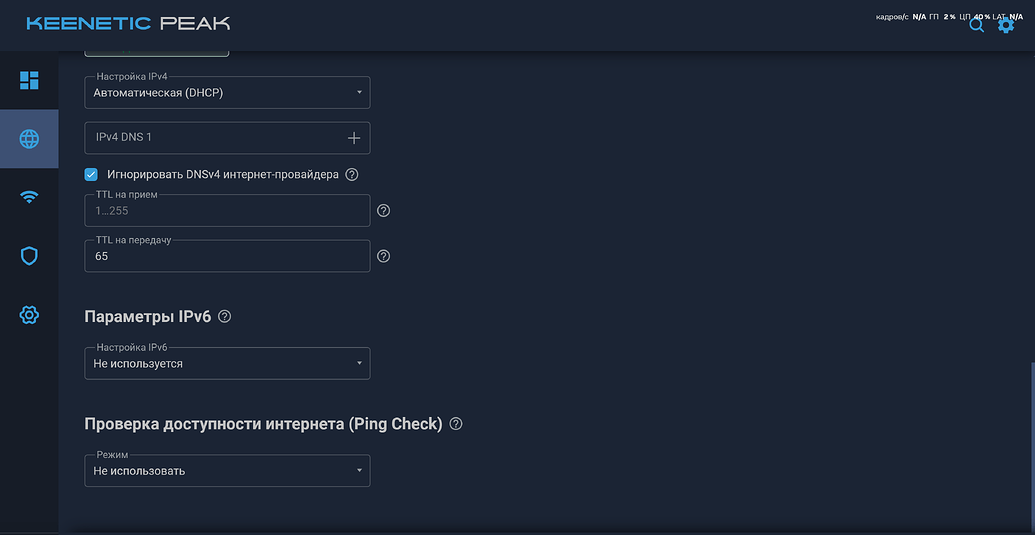 KEENETIC PEAK
кадров/с N/A ГП 2% ЦП 40% LAT N/A
Настройка IPv4
Автоматическая (DHCP)
IPv4 DNS 1
Игнорировать DNSv4 интернет-провайдера
TTL на прием
1...255
TTL на передачу
65
Параметры IPv6
Настройка IPv6
Не используется
Проверка доступности интернета (Ping Check)
Режим
Не использовать